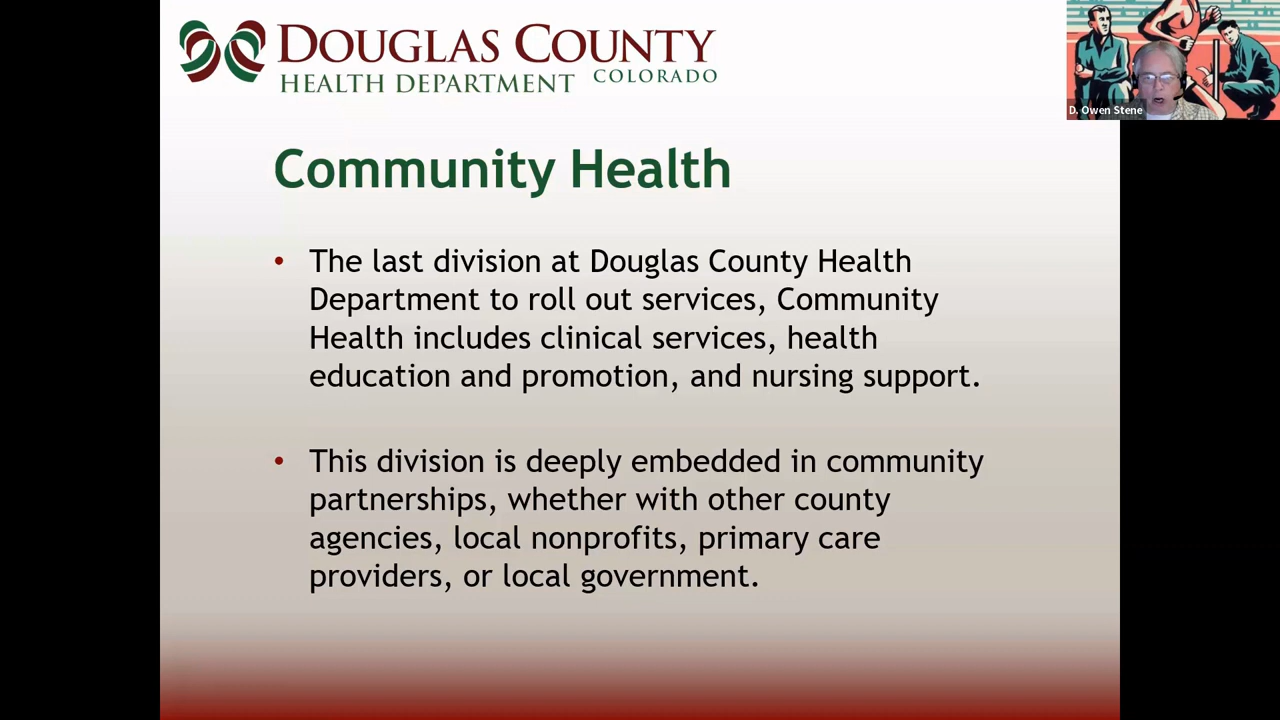 DOUGLAS COUNTY
HEALTH DEPARTMENT COLORADO
D. Owen Stene
Community Health
• The last division at Douglas County Health
Department to roll out services, Community
Health includes clinical services, health
education and promotion, and nursing support.
• This division is deeply embedded in community
partnerships, whether with other county
agencies, local nonprofits, primary care
providers, or local government.